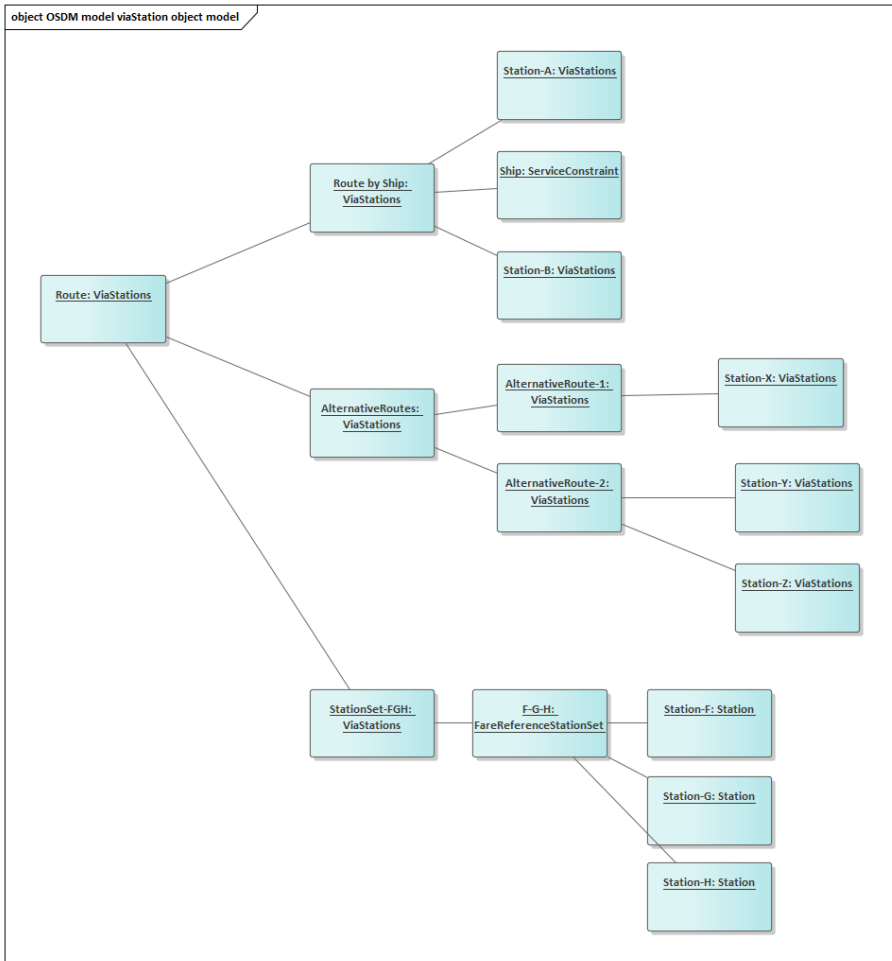 object OSDM model viaStation object model
Station-A: ViaStations
Route by Ship:
ViaStations
Ship: ServiceConstraint
Station-B: ViaStations
Route: ViaStations
AlternativeRoutes:
ViaStations
AlternativeRoute-1:
ViaStations
Station-X: ViaStations
AlternativeRoute-2:
ViaStations
Station-Y: ViaStations
Station-Z: ViaStations
StationSet-FGH:
ViaStations
F-G-H:
FareReferenceStationSet
Station-F: Station
Station-G: Station
Station-H: Station